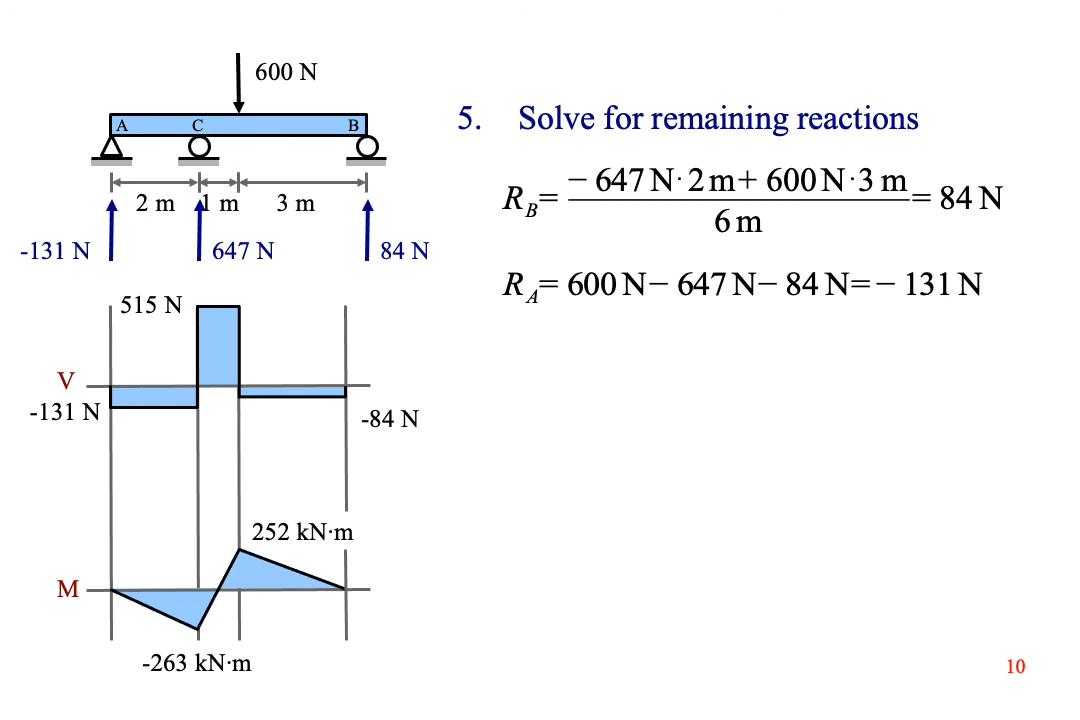 600 N
A C B
2 m 1 m 3 m
-131 N 647 N 84 N
515 N
V
-131 N
-84 N
252 kN·m
M
-263 kN·m
5. Solve for remaining reactions
R_B= (− 647 N· 2 m+ 600 N·3 m)/(6 m) = 84 N
R_A= 600 N− 647 N− 84 N=− 131 N
10